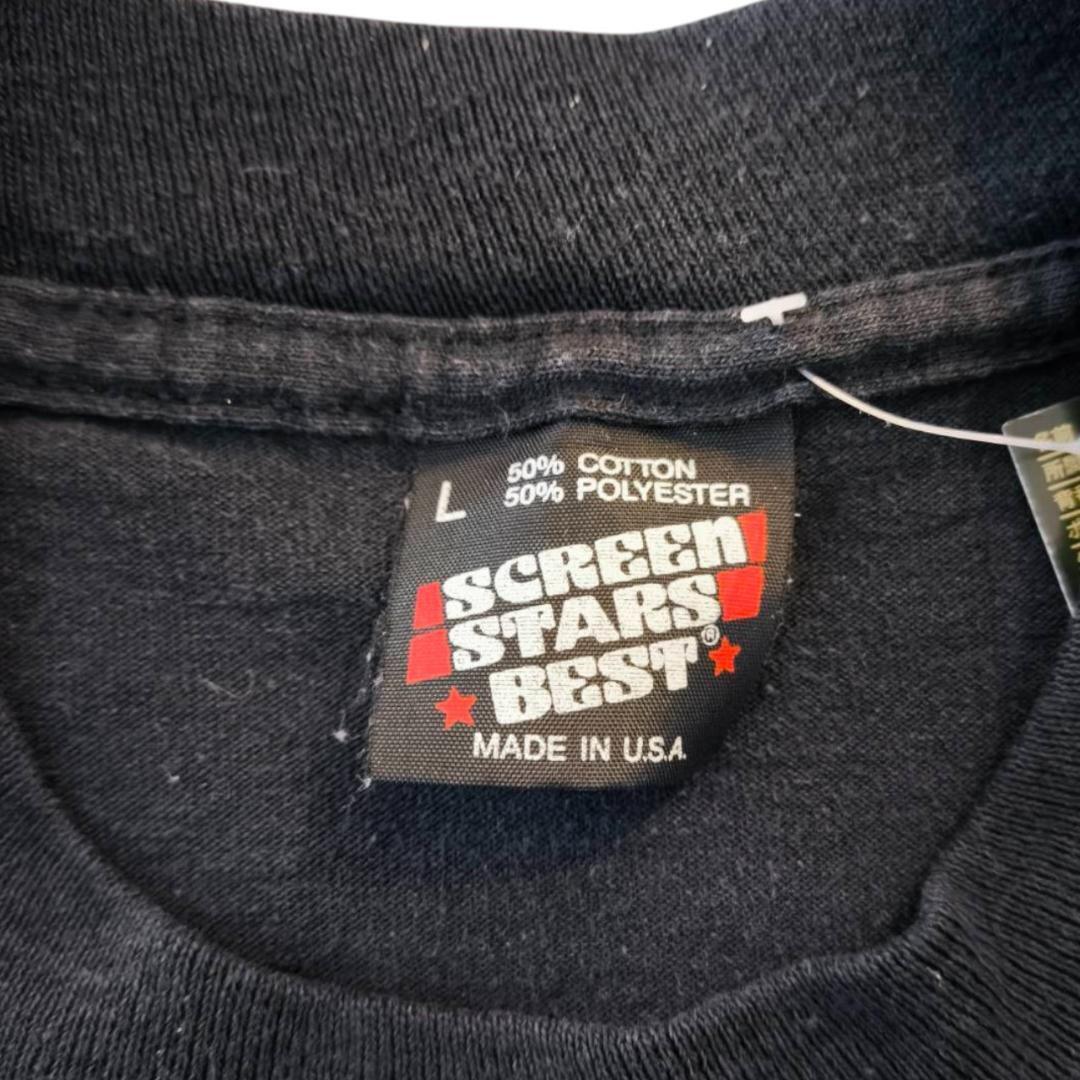 L
50% COTTON
50% POLYESTER
SCREEN
STARS
BEST®
MADE IN U.S.A.